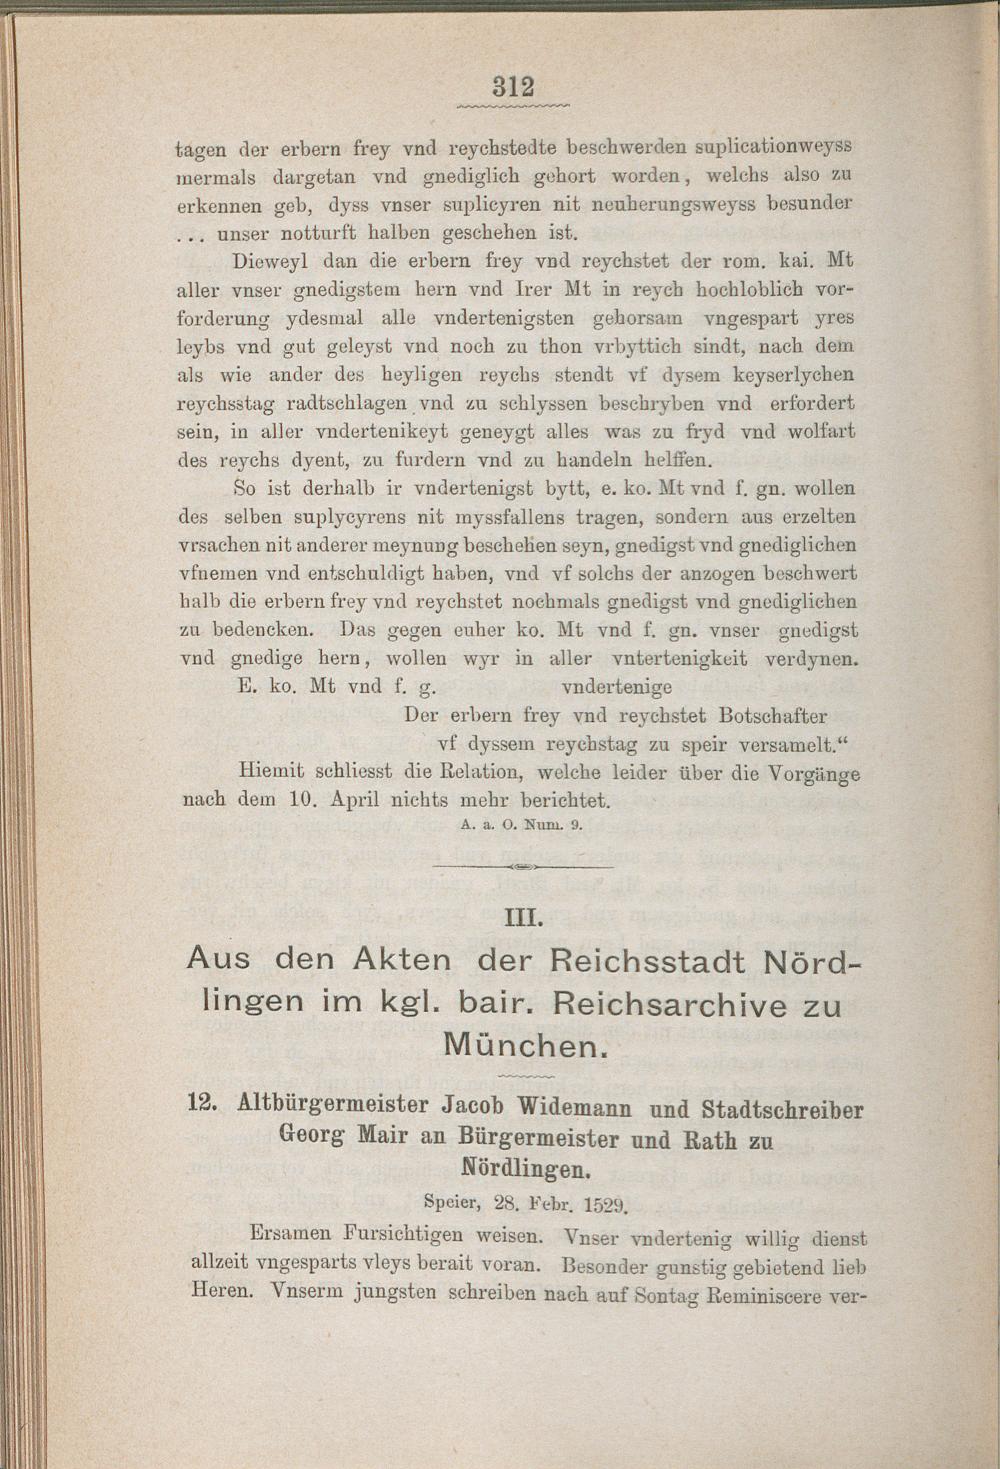 312
tagen der erbern frey vnd reychstedte beschwerden suplicationweyss
mermals dargetan vnd gnediglich gehort worden, welchs also zu
erkennen geb, dyss vnser suplicyren nit neuherungsweyss besunder
... unser notturft halben geschehen ist.
Dieweyl dan die erbern frey vnd reychstet der rom. kai. Mt
aller vnser gnedigstem hern vnd Irer Mt in reych hochloblich vor-
forderung ydesmal alle vndertenigsten gehorsam vngespart yres
leybs vnd gut geleyst vnd noch zu thon vrbyttich sindt, nach dem
als wie ander des heyligen reychs stendt vf dysem keyserlychen
reychsstag radtschlagen vnd zu schlyssen beschryben vnd erfordert
sein, in aller vndertenikeyt geneygt alles was zu fryd vnd wolfart
des reychs dyent, zu furdern vnd zu handeln helffen.
So ist derhalb ir vndertenigst bytt, e. ko. Mt vnd f. gn. wollen
des selben suplycyrens nit myssfallens tragen, sondern aus erzelten
vrsachen nit anderer meynung beschehen seyn, gnedigst vnd gnediglichen
vfnemen vnd entschuldigt haben, vnd vf solchs der anzogen beschwert
halb die erbern frey vnd reychstet nochmals gnedigst vnd gnediglichen
zu bedencken. Das gegen euher ko. Mt vnd f. gn. vnser gnedigst
vnd gnedige hern, wollen wyr in aller vntertenigkeit verdynen.
E. ko. Mt vnd f. g. vndertenige
Der erbern frey vnd reychstet Botschafter
vf dyssem reychstag zu speir versamelt.“
Hiemit schliesst die Relation, welche leider über die Vorgänge
nach dem 10. April nichts mehr berichtet.
A. a. O. Num. 9.
III.
Aus den Akten der Reichsstadt Nörd-
lingen im kgl. bair. Reichsarchive zu
München.
12. Altbürgermeister Jacob Widemann und Stadtschreiber
Georg Mair an Bürgermeister und Rath zu
Nördlingen.
Speier, 28. Febr. 1529.
Ersamen Fursichtigen weisen. Vnser vndertenig willig dienst
allzeit vngesparts vleys berait voran. Besonder gunstig gebietend lieb
Heren. Vnserm jungsten schreiben nach auf Sontag Reminiscere ver-